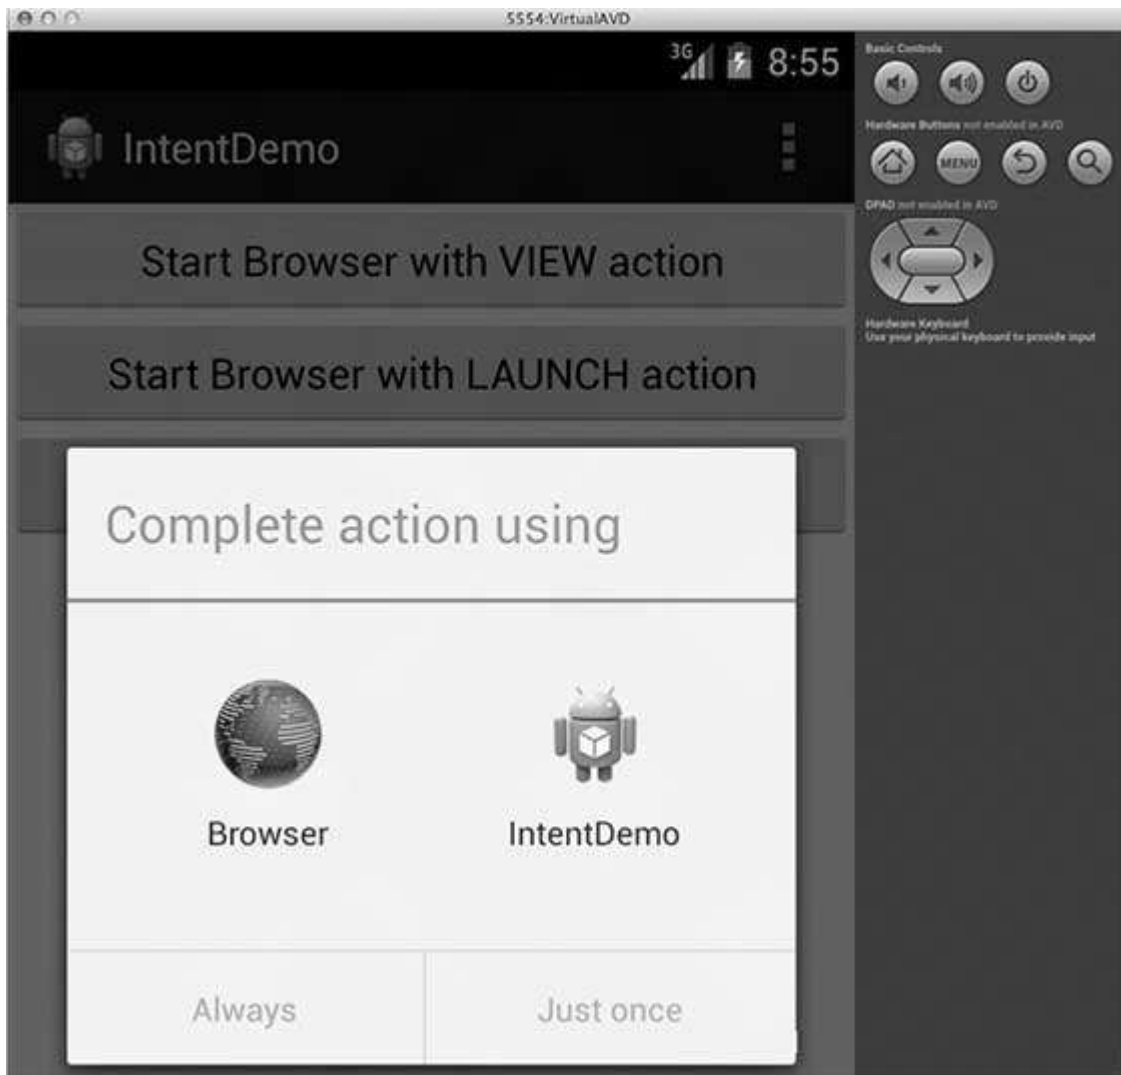 5554:VirtualAVD
3G 8:55
IntentDemo
Start Browser with VIEW action
Start Browser with LAUNCH action
Complete action using
Browser
IntentDemo
Always
Just once
Basic Controls
Hardware Buttons not enabled in AVD
MENU
DPAD not enabled in AVD
Hardware Keyboard
Use your physical keyboard to provide input